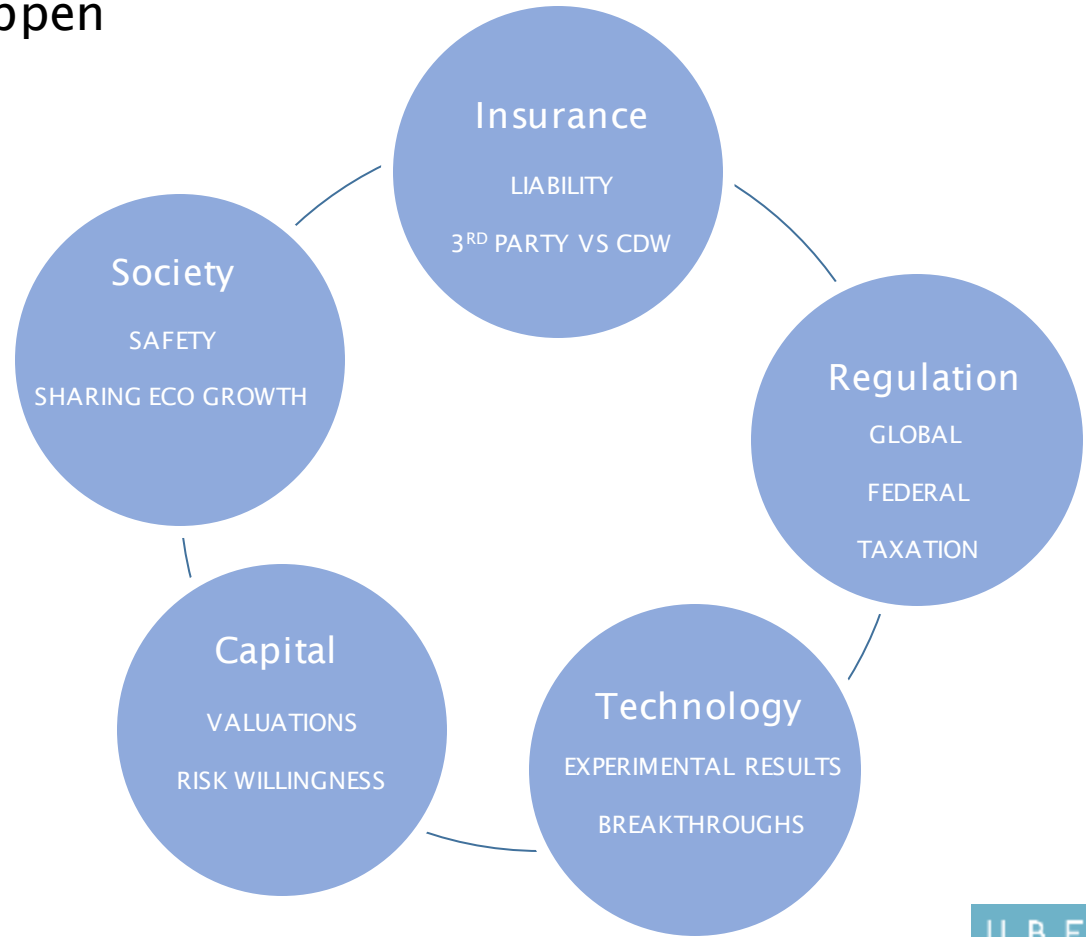 ppen
Insurance
LIABILITY
3RD PARTY VS CDW
Society
SAFETY
SHARING ECO GROWTH
Regulation
GLOBAL
FEDERAL
TAXATION
Capital
VALUATIONS
RISK WILLINGNESS
Technology
EXPERIMENTAL RESULTS
BREAKTHROUGHS